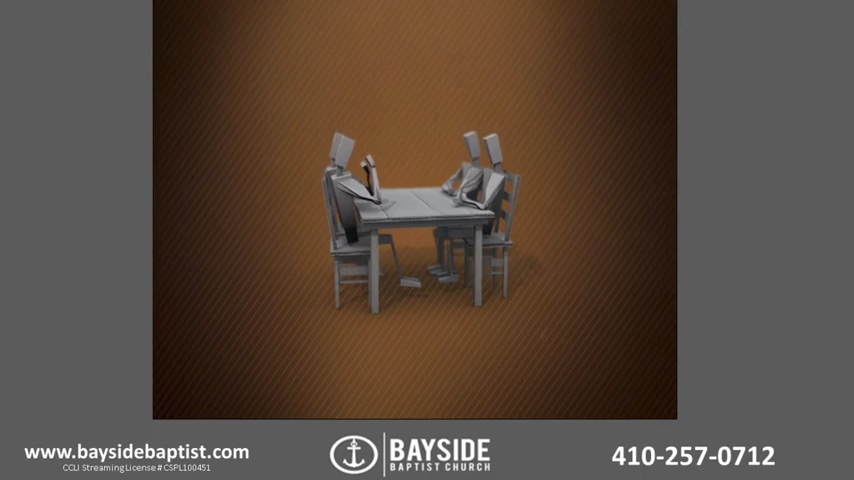 www.baysidebaptist.com
CCLI Streaming License # CSPL100451
BAYSIDE
BAPTIST CHURCH
410-257-0712